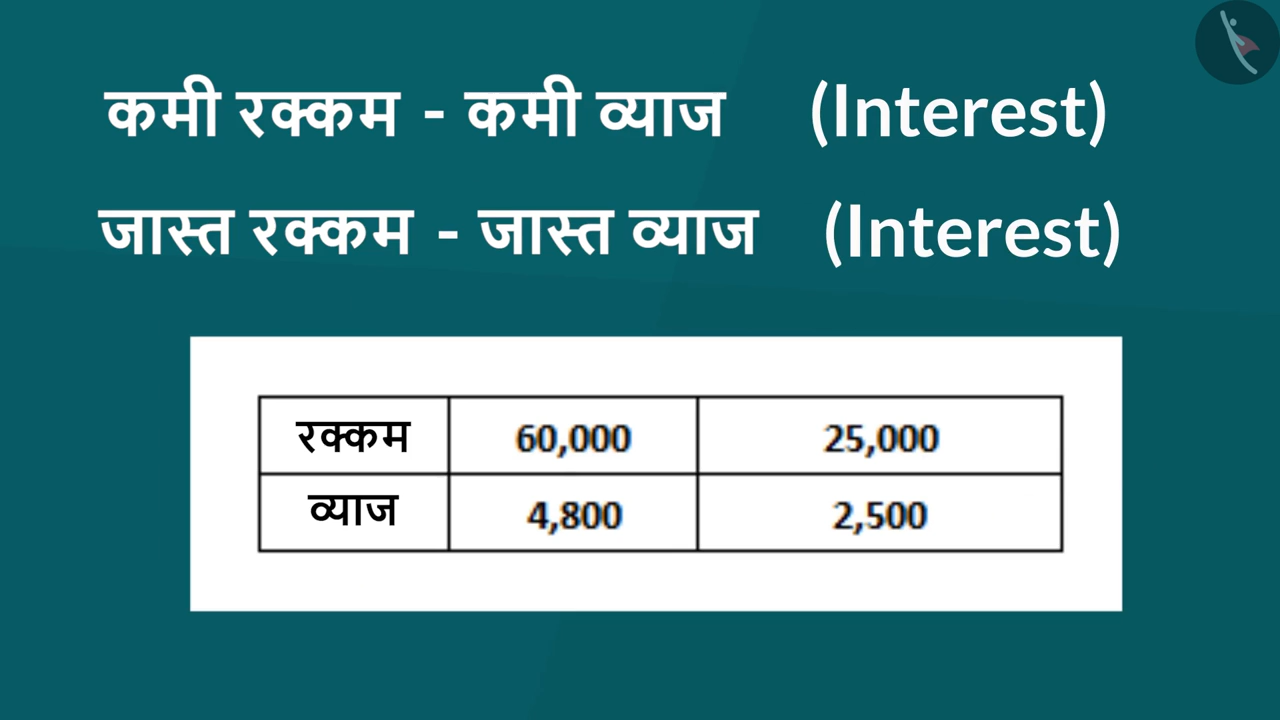 कमी रक्कम - कमी व्याज (Interest)
जास्त रक्कम - जास्त व्याज (Interest)
रक्कम 60,000 25,000
व्याज 4,800 2,500